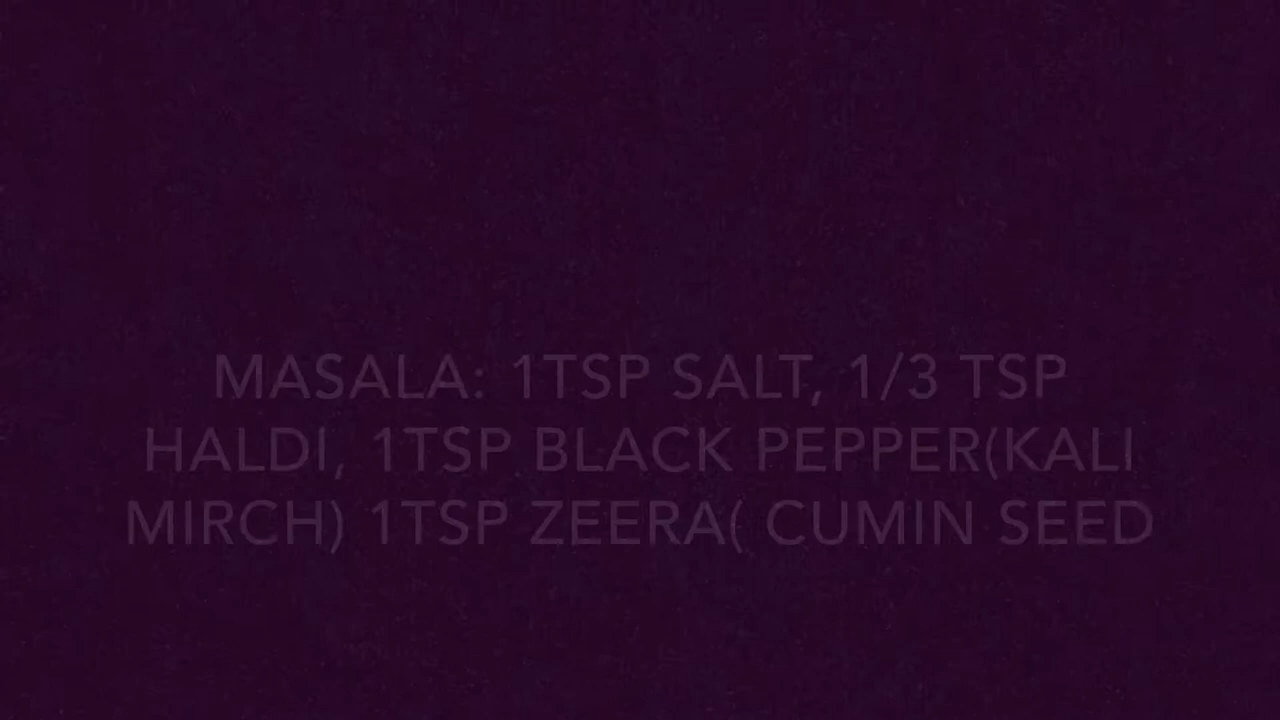 MASALA: 1TSP SALT, 1/3 TSP
HALDI, 1TSP BLACK PEPPER(KALI
MIRCH) 1TSP ZEERA( CUMIN SEED